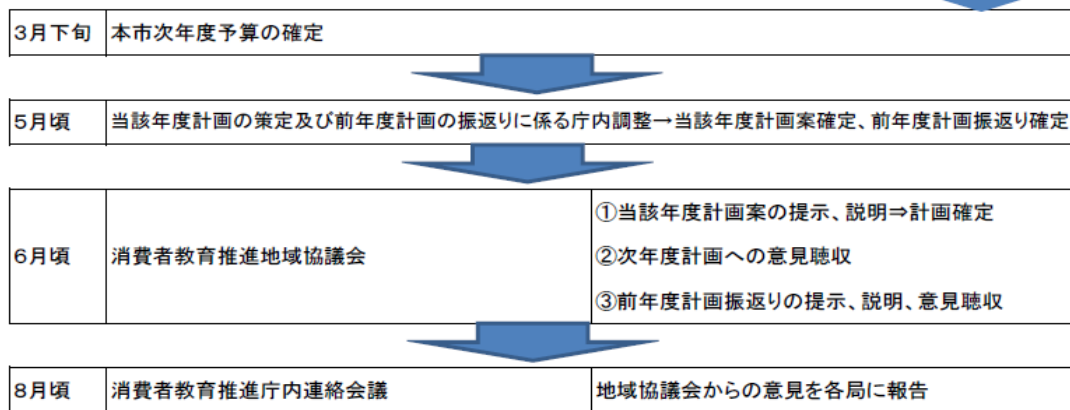 3月下旬 本市次年度予算の確定
5月頃 当該年度計画の策定及び前年度計画の振返りに係る庁内調整→当該年度計画案確定、前年度計画振返り確定
6月頃 消費者教育推進地域協議会
①当該年度計画案の提示、説明⇒計画確定
②次年度計画への意見聴収
③前年度計画振返りの提示、説明、意見聴収
8月頃 消費者教育推進庁内連絡会議 地域協議会からの意見を各局に報告